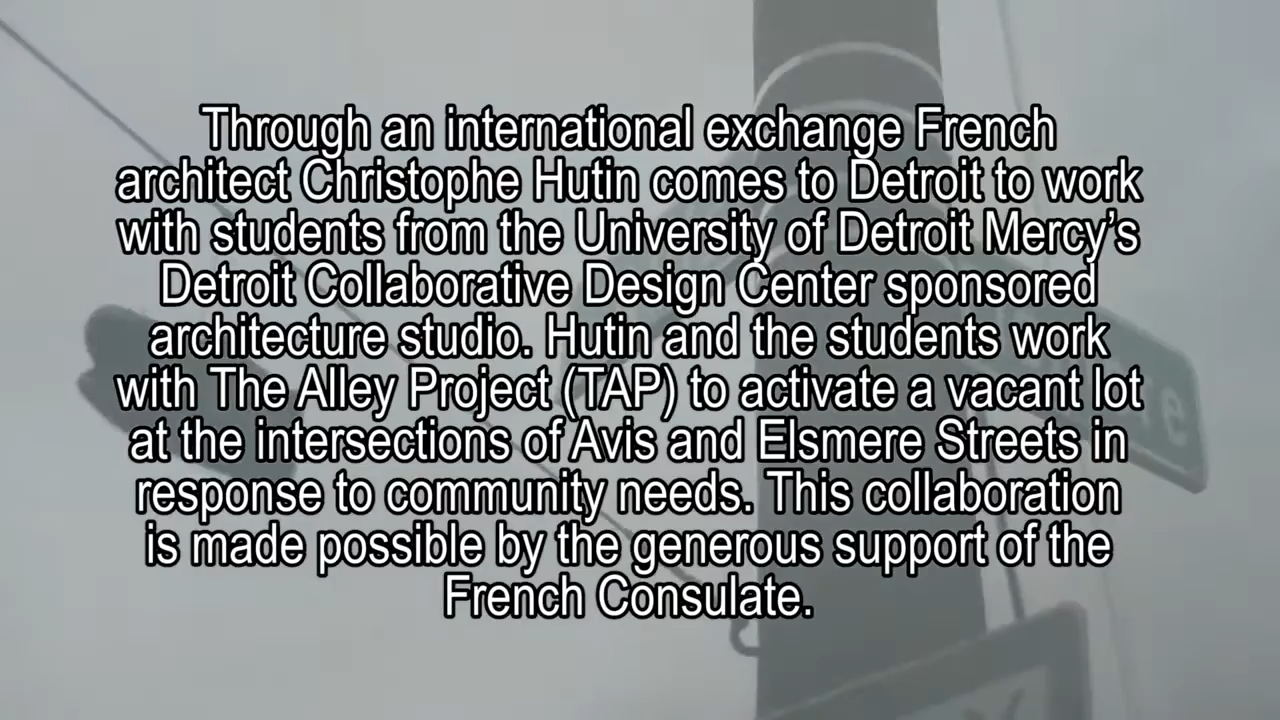 Through an international exchange French
architect Christophe Hutin comes to Detroit to work
with students from the University of Detroit Mercy's
Detroit Collaborative Design Center sponsored
architecture studio. Hutin and the students work
with The Alley Project (TAP) to activate a vacant lot
at the intersections of Avis and Elsmere Streets in
response to community needs. This collaboration
is made possible by the generous support of the
French Consulate.